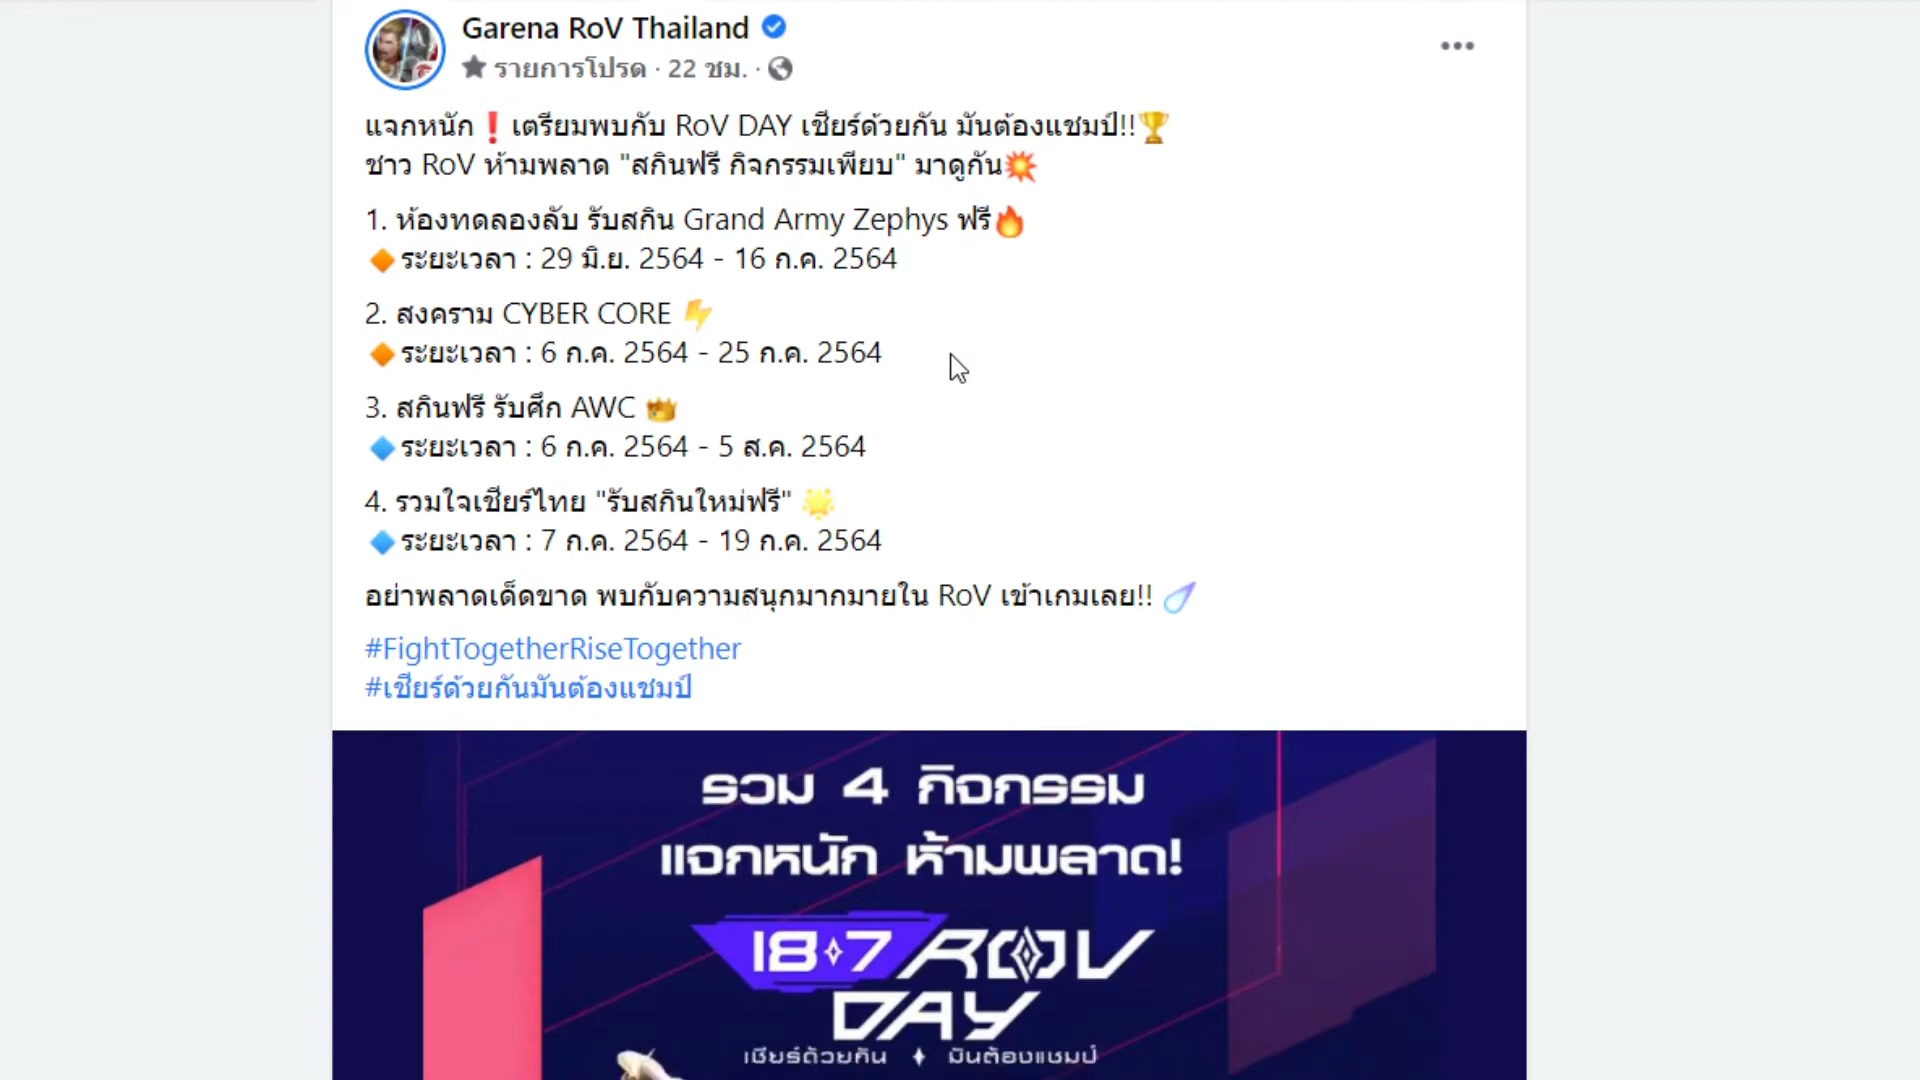 Garena RoV Thailand
รายการโปรด · 22 ชม. ·
แจกหนัก❗เตรียมพบกับ RoV DAY เชียร์ด้วยกัน มันต้องแชมป์!!🏆
ชาว RoV ห้ามพลาด "สกินฟรี กิจกรรมเพียบ" มาดูกัน💥
1. ห้องทดลองลับ รับสกิน Grand Army Zephys ฟรี🔥
🔶ระยะเวลา : 29 มิ.ย. 2564 - 16 ก.ค. 2564
2. สงคราม CYBER CORE ⚡
🔶ระยะเวลา : 6 ก.ค. 2564 - 25 ก.ค. 2564
3. สกินฟรี รับศึก AWC 👑
🔷ระยะเวลา : 6 ก.ค. 2564 - 5 ส.ค. 2564
4. รวมใจเชียร์ไทย "รับสกินใหม่ฟรี" 🌟
🔷ระยะเวลา : 7 ก.ค. 2564 - 19 ก.ค. 2564
อย่าพลาดเด็ดขาด พบกับความสนุกมากมายใน RoV เข้าเกมเลย!! ☄️
#FightTogetherRiseTogether
#เชียร์ด้วยกันมันต้องแชมป์
รวม 4 กิจกรรม
แจกหนัก ห้ามพลาด!
18✦7 ROV
DAY
เชียร์ด้วยกัน ✦ มันต้องแชมป์